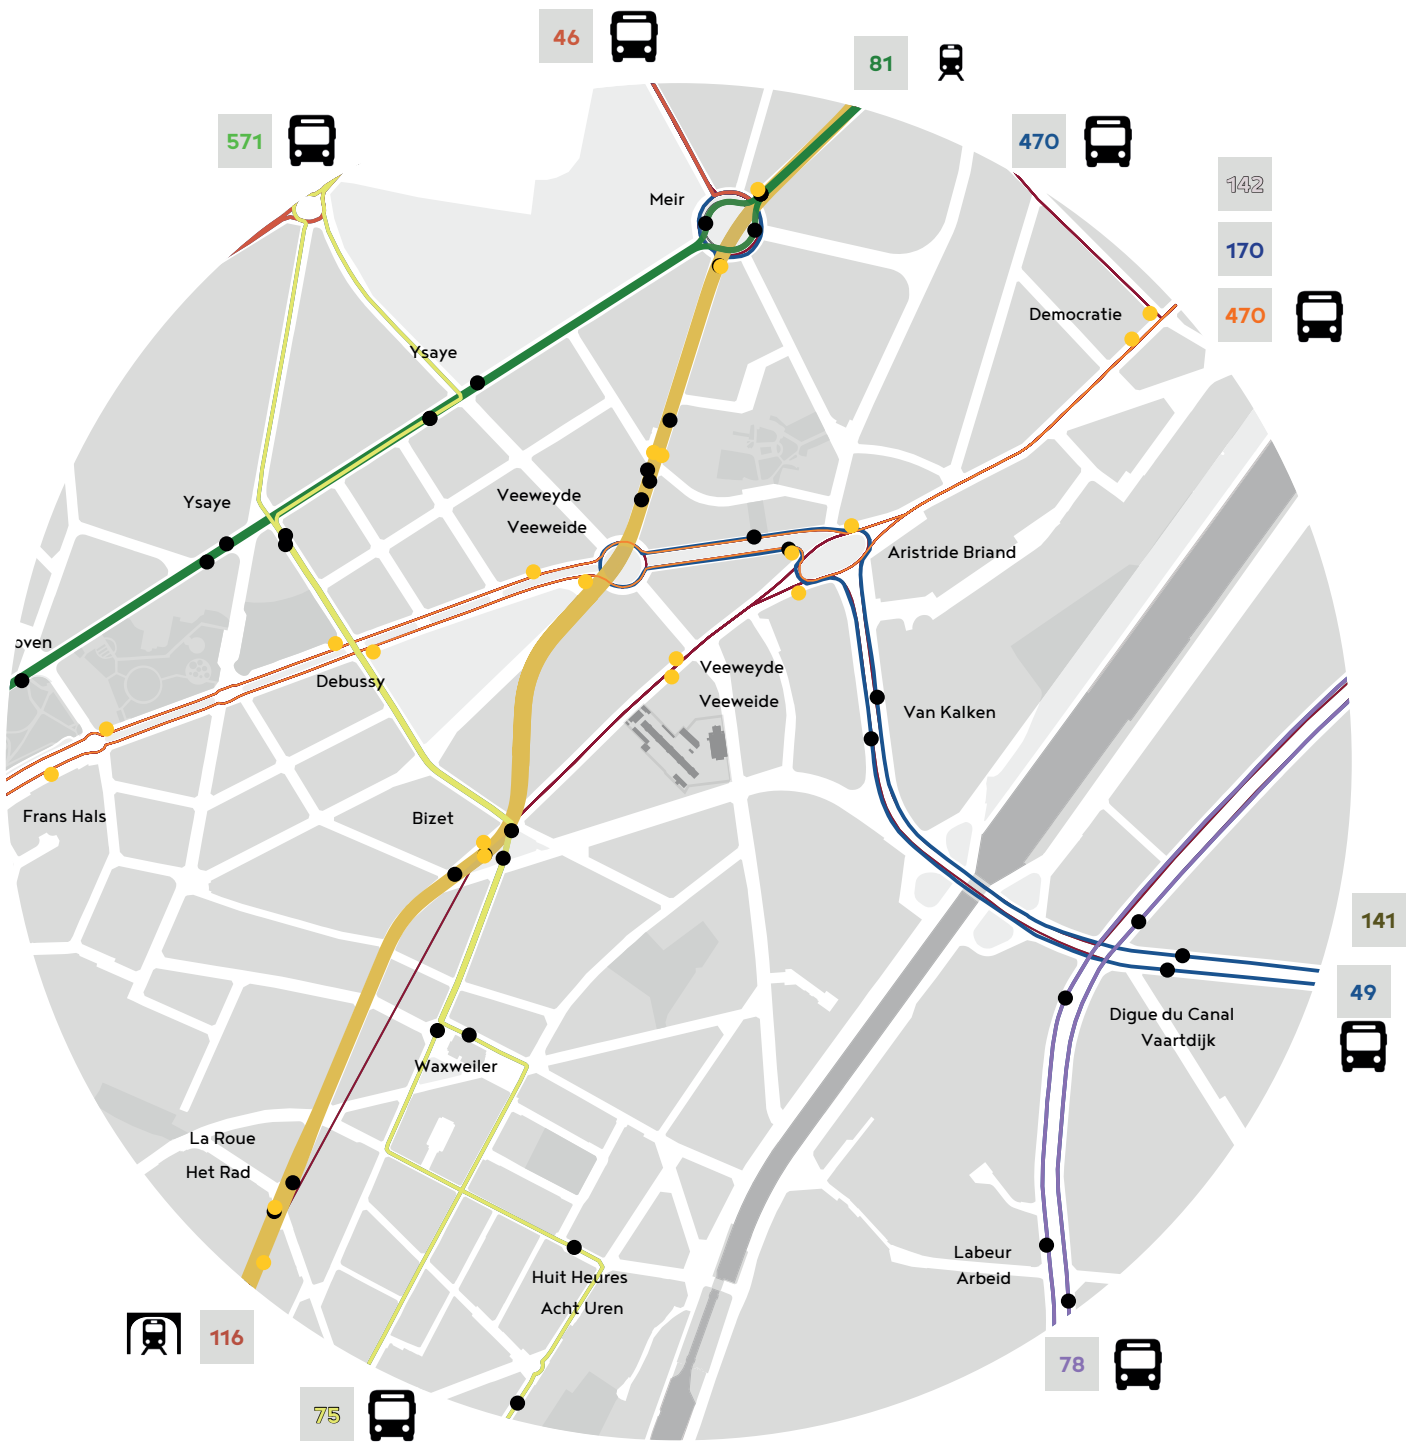 46
81
571
470
142
Meir
170
Democratie
470
Ysaye
Veeweyde
Ysaye
Veeweide
Aristride Briand
oven
Veeweyde
Debussy
Veeweide
Van Kalken
Frans Hals
Bizet
141
49
Digue du Canal
Vaartdijk
Waxweiler
La Roue
Het Rad
Labeur
Arbeid
Huit Heures
Acht Uren
116
78
75